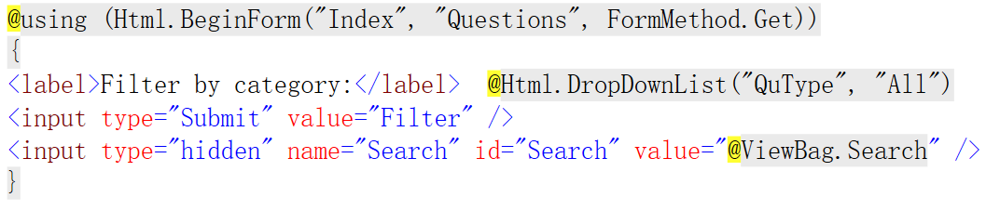 @using (Html.BeginForm("Index", "Questions", FormMethod.Get))
{
<label>Filter by category:</label>  @Html.DropDownList("QuType", "All")
<input type="Submit" value="Filter" />
<input type="hidden" name="Search" id="Search" value="@ViewBag.Search" />
}